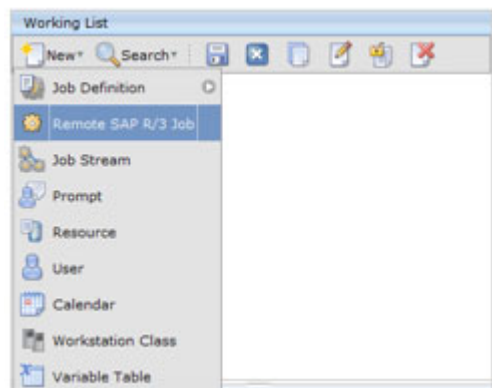 Working List
New Search
Job Definition
Remote SAP R/3 Job
Job Stream
Prompt
Resource
User
Calendar
Workstation Class
Variable Table